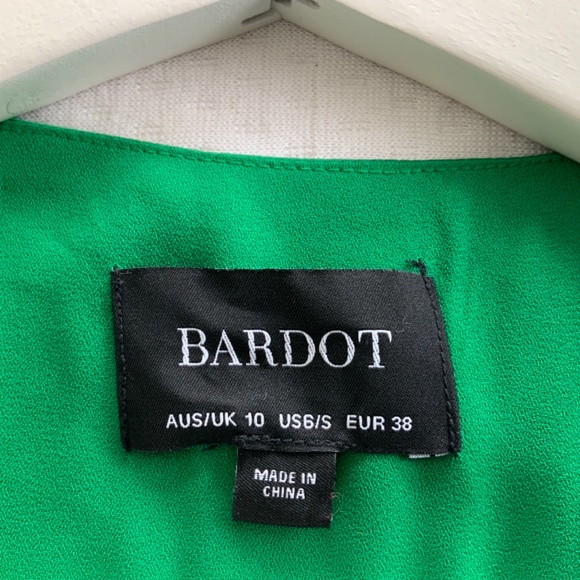 BARDOT
AUS/UK 10 US6/S EUR 38
MADE IN
CHINA